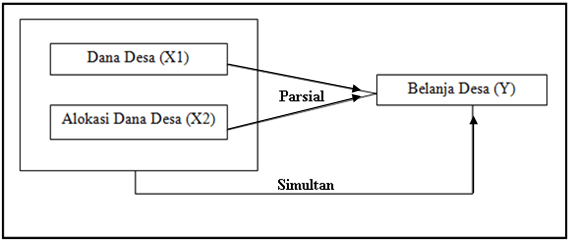 Dana Desa (X1)
Alokasi Dana Desa (X2)
Parsial
Belanja Desa (Y)
Simultan